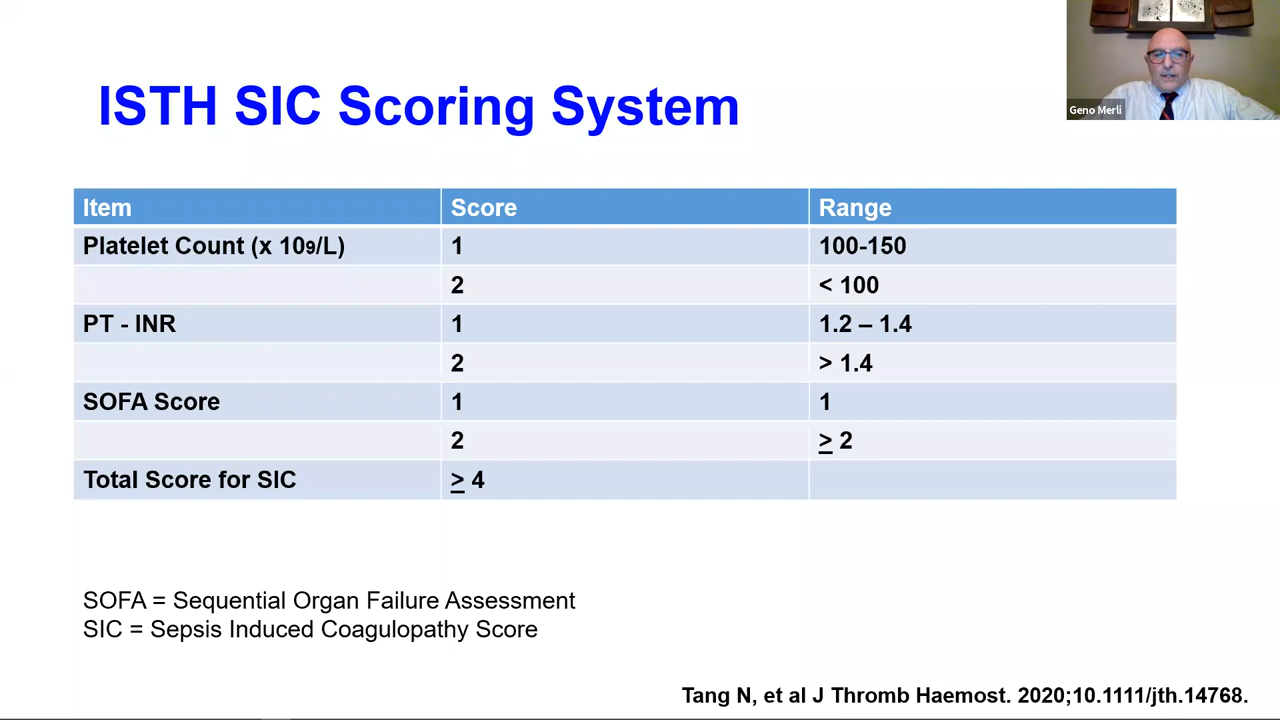 Geno Merli
ISTH SIC Scoring System
Item Score Range
Platelet Count (x 109/L) 1 100-150
2 < 100
PT - INR 1 1.2 – 1.4
2 > 1.4
SOFA Score 1 1
2 ≥ 2
Total Score for SIC ≥ 4
SOFA = Sequential Organ Failure Assessment
SIC = Sepsis Induced Coagulopathy Score
Tang N, et al J Thromb Haemost. 2020;10.1111/jth.14768.